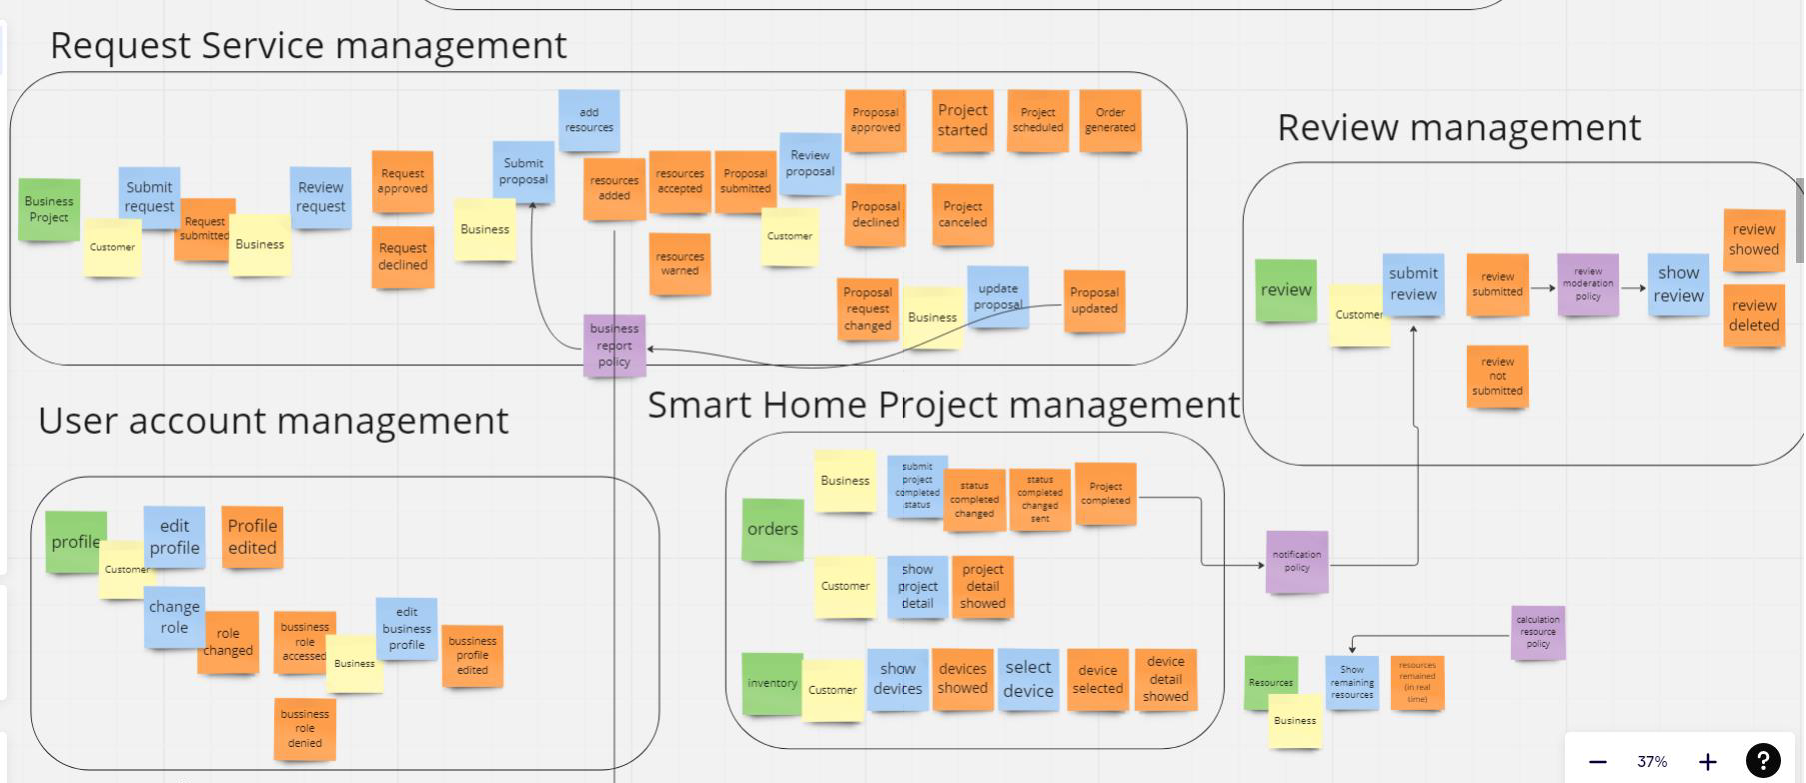 Request Service management
Business
Project
Submit
request
Customer
Request
submitted
Business
Review
request
Request
approved
Request
declined
Business
Submit
proposal
add
resources
resources
added
resources
accepted
resources
warned
Proposal
submitted
Review
proposal
Customer
Proposal
approved
Proposal
declined
Project
started
Project
scheduled
Order
generated
Project
canceled
Proposal
request
changed
Business
update
proposal
Proposal
updated
business
report
policy
Review management
review
Customer
submit
review
review
submitted
review
not
submitted
review
moderation
policy
show
review
review
showed
review
deleted
User account management
profile
Customer
edit
profile
Profile
edited
change
role
role
changed
bussiness
role
accessed
Business
edit
business
profile
bussiness
profile
edited
bussiness
role
denied
Smart Home Project management
orders
Business
submit
project
completed
status
status
completed
changed
status
completed
changed
sent
Project
completed
Customer
show
project
detail
project
detail
showed
inventory
Customer
show
devices
devices
showed
select
device
device
selected
device
detail
showed
notification
policy
calculation
resource
policy
Resources
Business
Show
remaining
resources
resources
remained
(in real
time)
37%
?